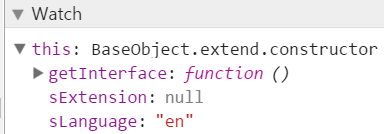 Watch
this: BaseObject.extend.constructor
getInterface: function ()
sExtension: null
sLanguage: "en"